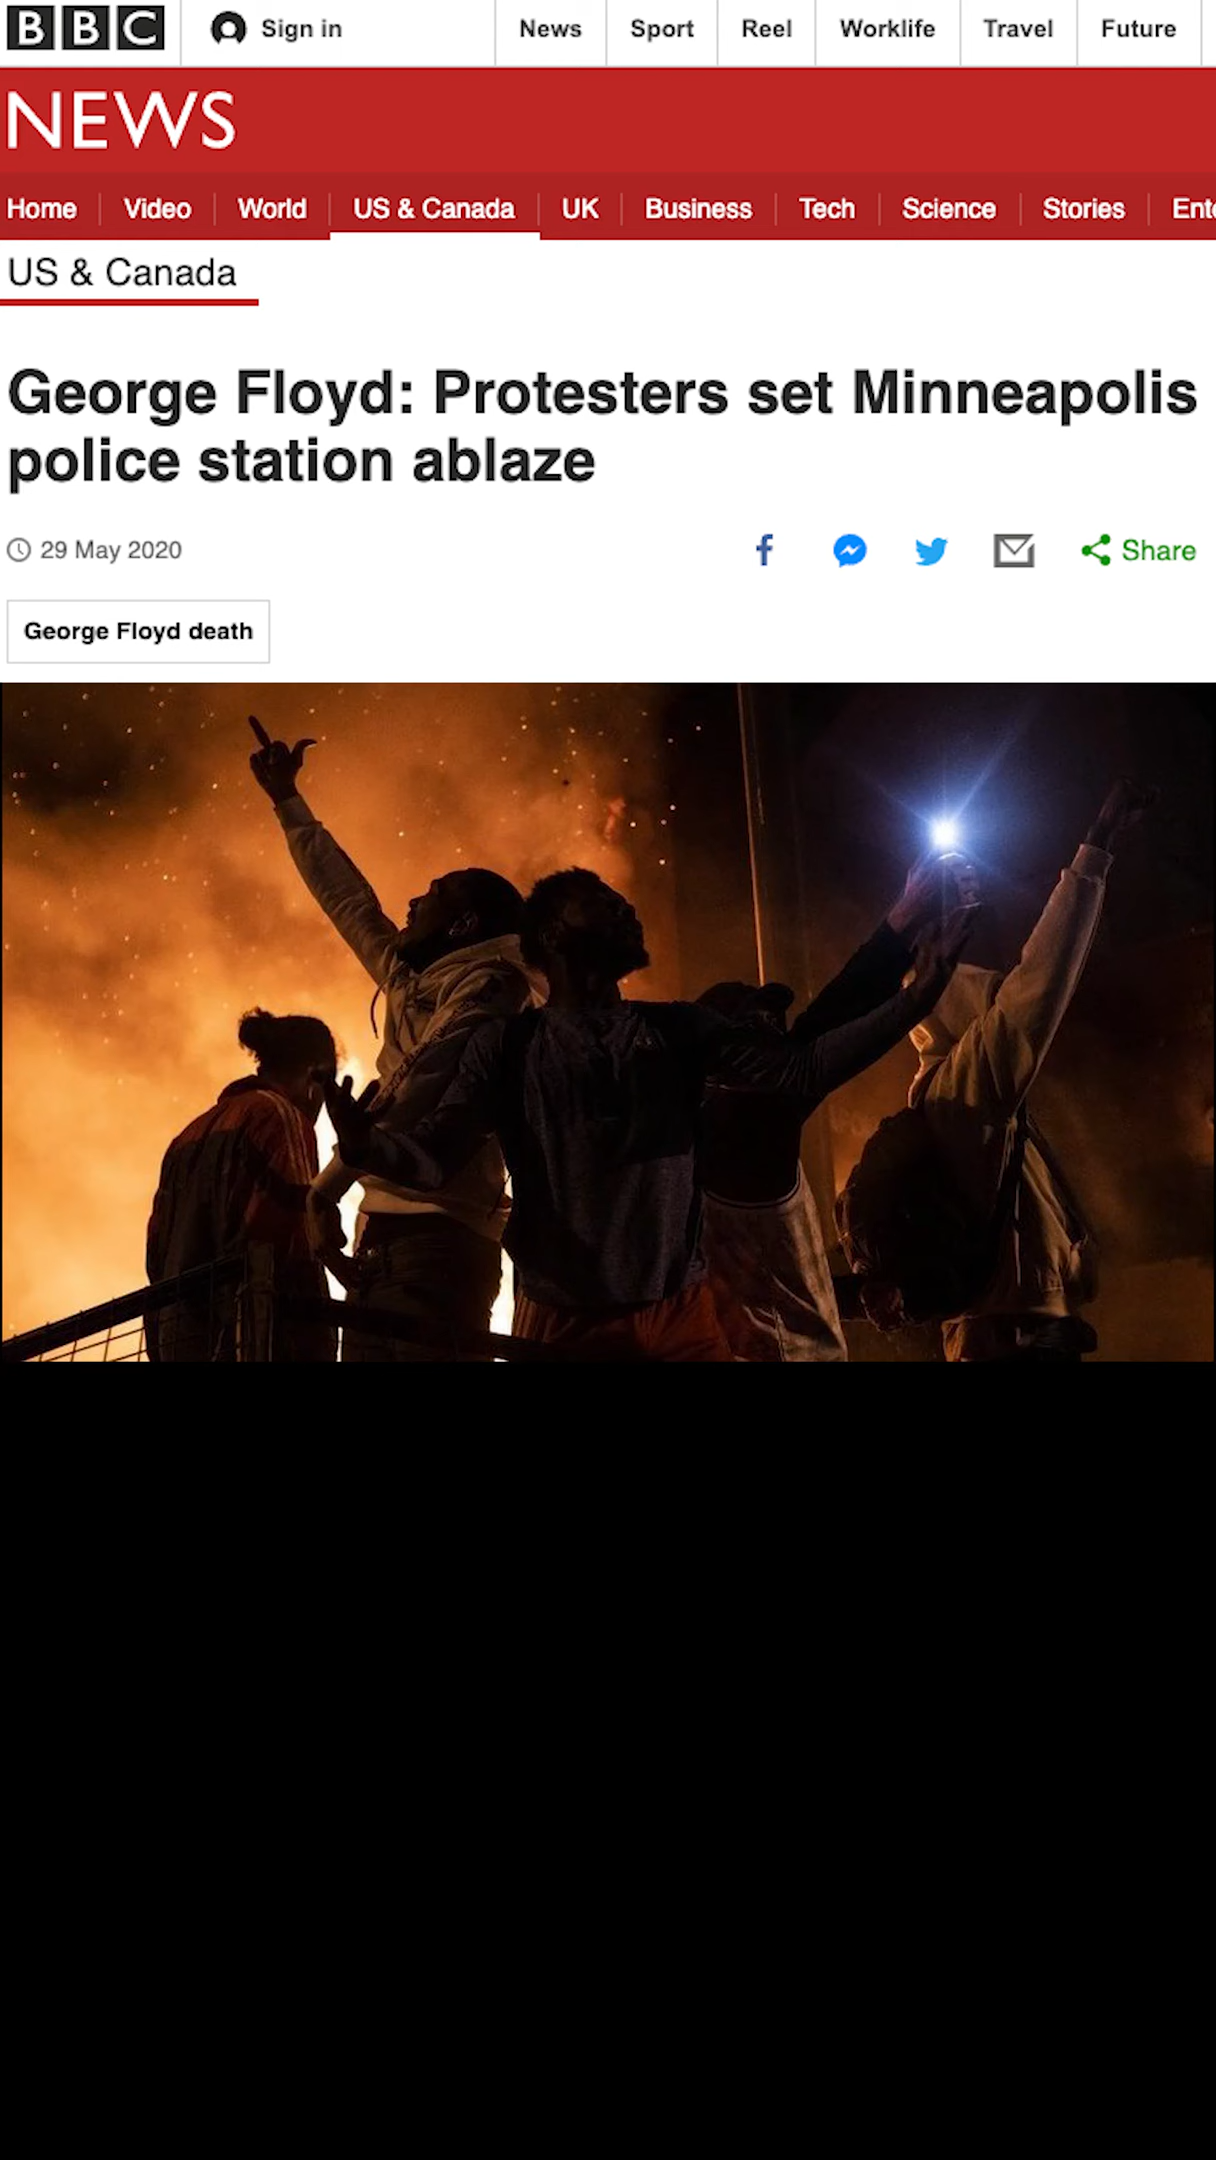 BBC Sign in News Sport Reel Worklife Travel Future
NEWS
Home Video World US & Canada UK Business Tech Science Stories Ente
US & Canada
George Floyd: Protesters set Minneapolis
police station ablaze
29 May 2020 Share
George Floyd death